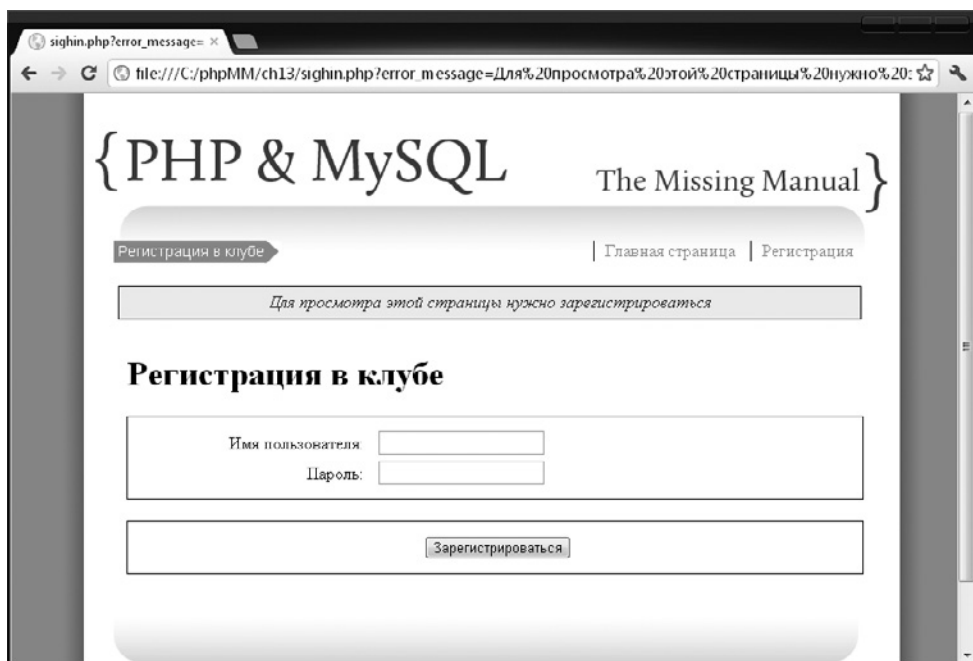 sighin.php?error_message=
file:///C:/phpMM/ch13/sighin.php?error_message=Для%20просмотра%20этой%20страницы%20нужно%20
{PHP & MySQL
The Missing Manual}
Регистрация в клубе
Главная страница
Регистрация
Для просмотра этой страницы нужно зарегистрироваться
Регистрация в клубе
Имя пользователя:
Пароль:
Зарегистрироваться